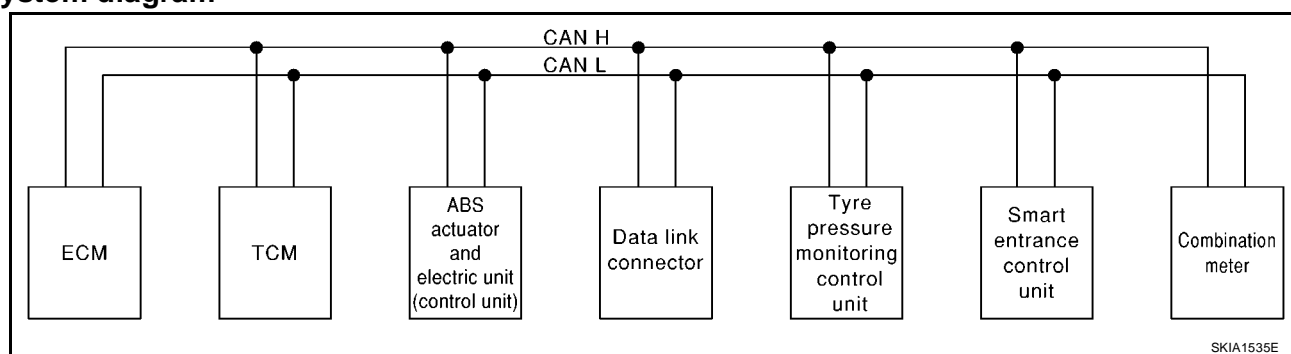 ystem diagram
CAN H
CAN L
ECM
TCM
ABS
actuator
and
electric unit
(control unit)
Data link
connector
Tyre
pressure
monitoring
control
unit
Smart
entrance
control
unit
Combination
meter
SKIA1535E